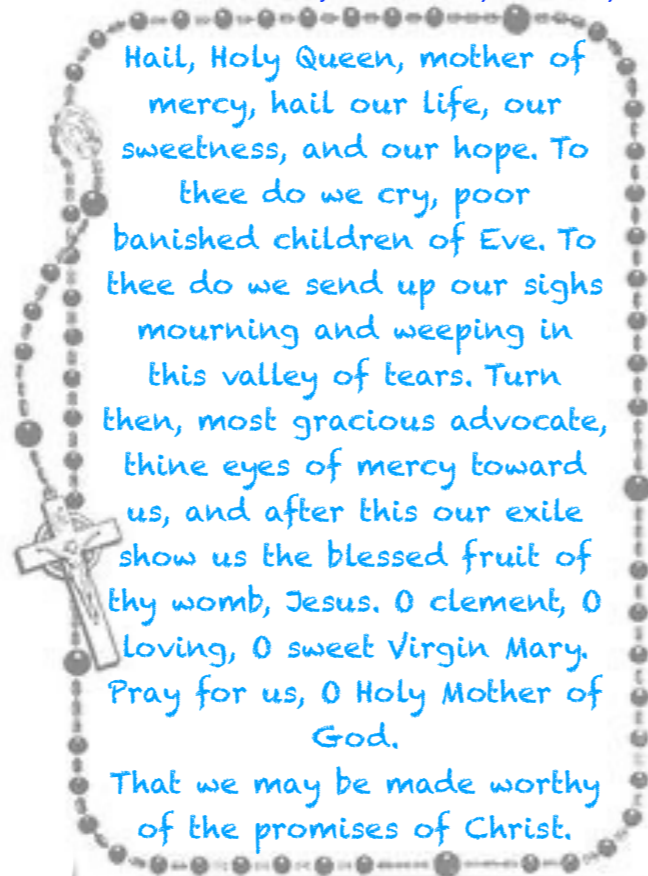 Hail, Holy Queen, mother of
mercy, hail our life, our
sweetness, and our hope. To
thee do we cry, poor
banished children of Eve. To
thee do we send up our sighs
mourning and weeping in
this valley of tears. Turn
then, most gracious advocate,
thine eyes of mercy toward
us, and after this our exile
show us the blessed fruit of
thy womb, Jesus. O clement, O
loving, O sweet Virgin Mary.
Pray for us, O Holy Mother of
God.
That we may be made worthy
of the promises of Christ.